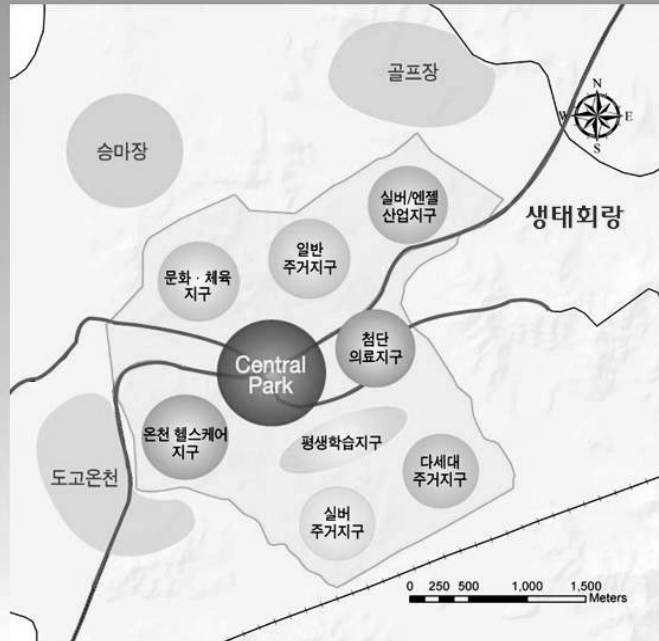 골프장
N
W E
S
승마장
실버/엔젤
산업지구
생태회랑
일반
주거지구
문화 · 체육
지구
첨단
의료지구
Central
Park
온천 헬스케어
지구
평생학습지구
다세대
주거지구
도고온천
실버
주거지구
0 250 500 1,000 1,500
Meters